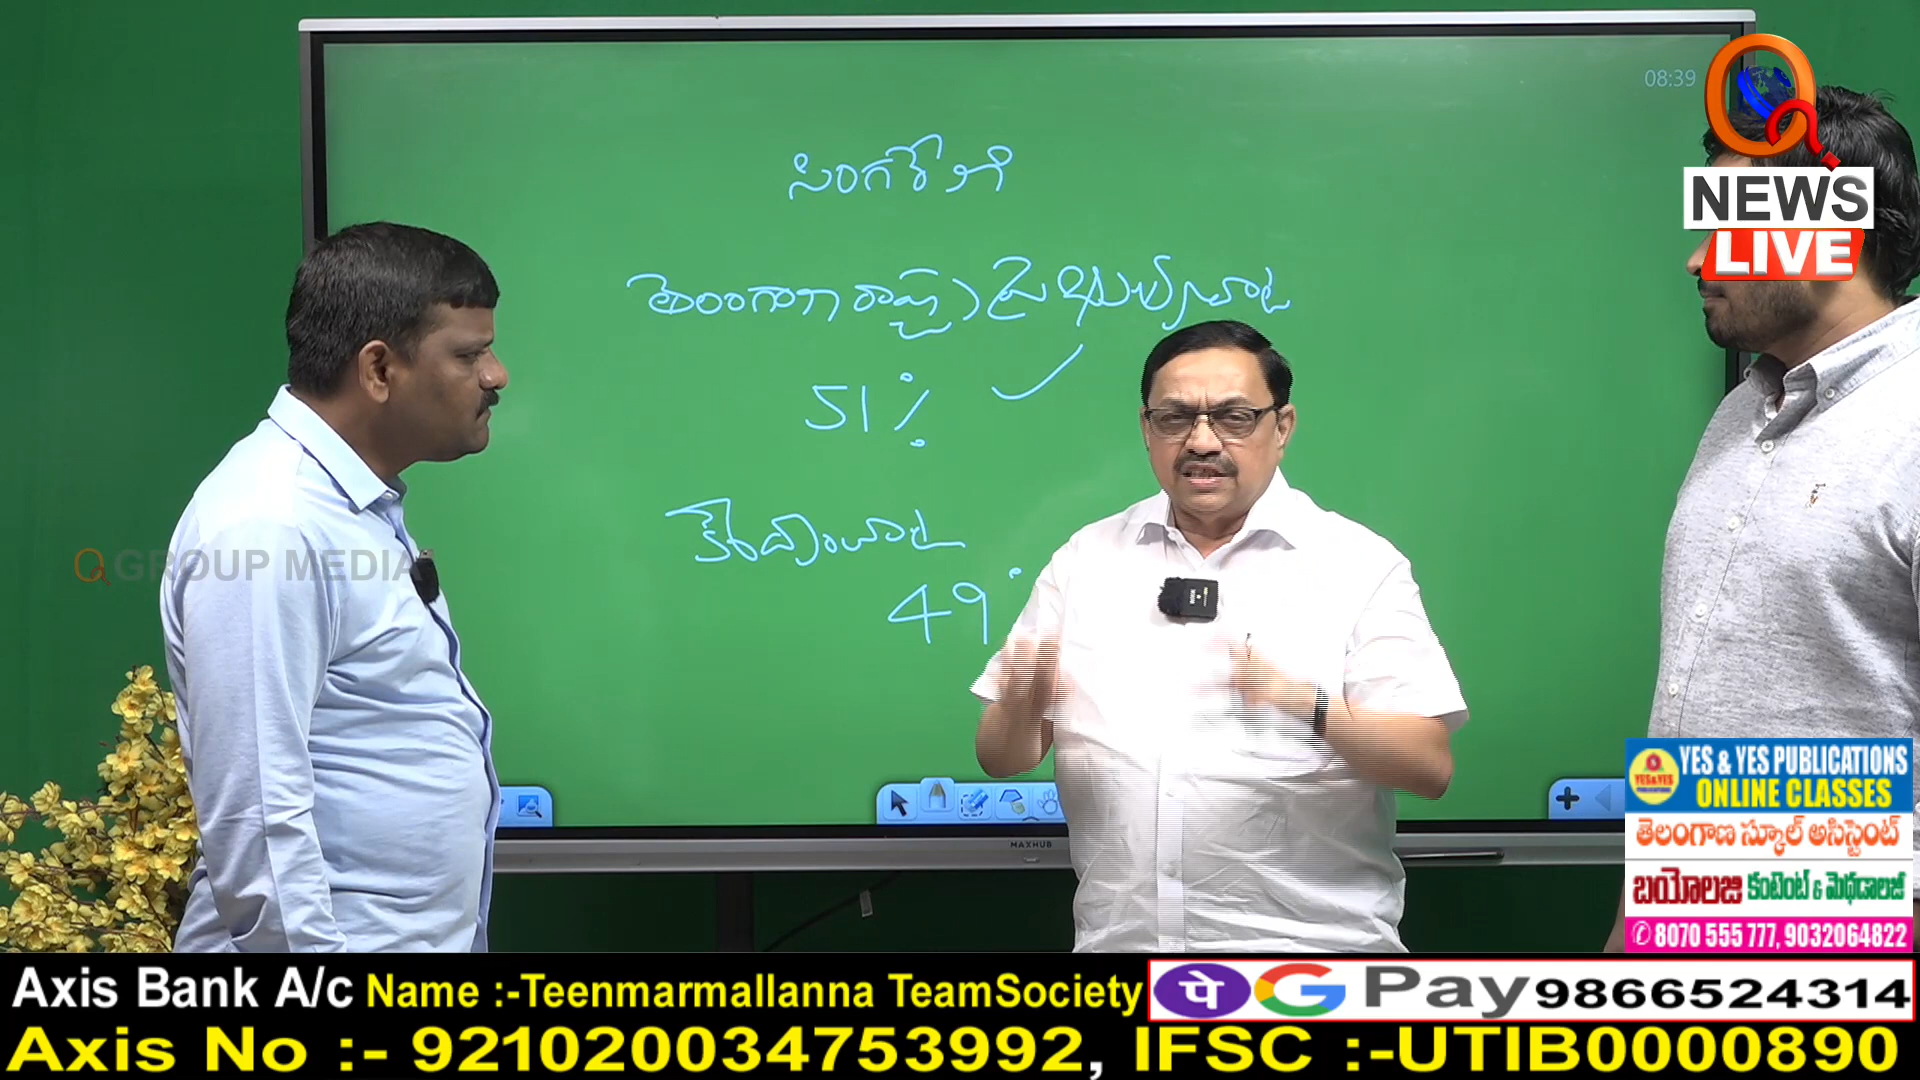 08:39
సింగరేణి
తెలంగాణ రాష్ట్ర ప్రభుత్వ వాట
51%
కేంద్రం వాట
49
Q
NEWS
LIVE
Q GROUP MEDIA
MAXHUB
YES & YES PUBLICATIONS
ONLINE CLASSES
తెలంగాణ స్కూల్ అసిస్టెంట్
బయోలజి కంటెంట్ & మెథడాలజీ
8070 555 777, 9032064822
Axis Bank A/c Name :-Teenmarmallanna TeamSociety पे G Pay 9866524314
Axis No :- 921020034753992, IFSC :-UTIB0000890